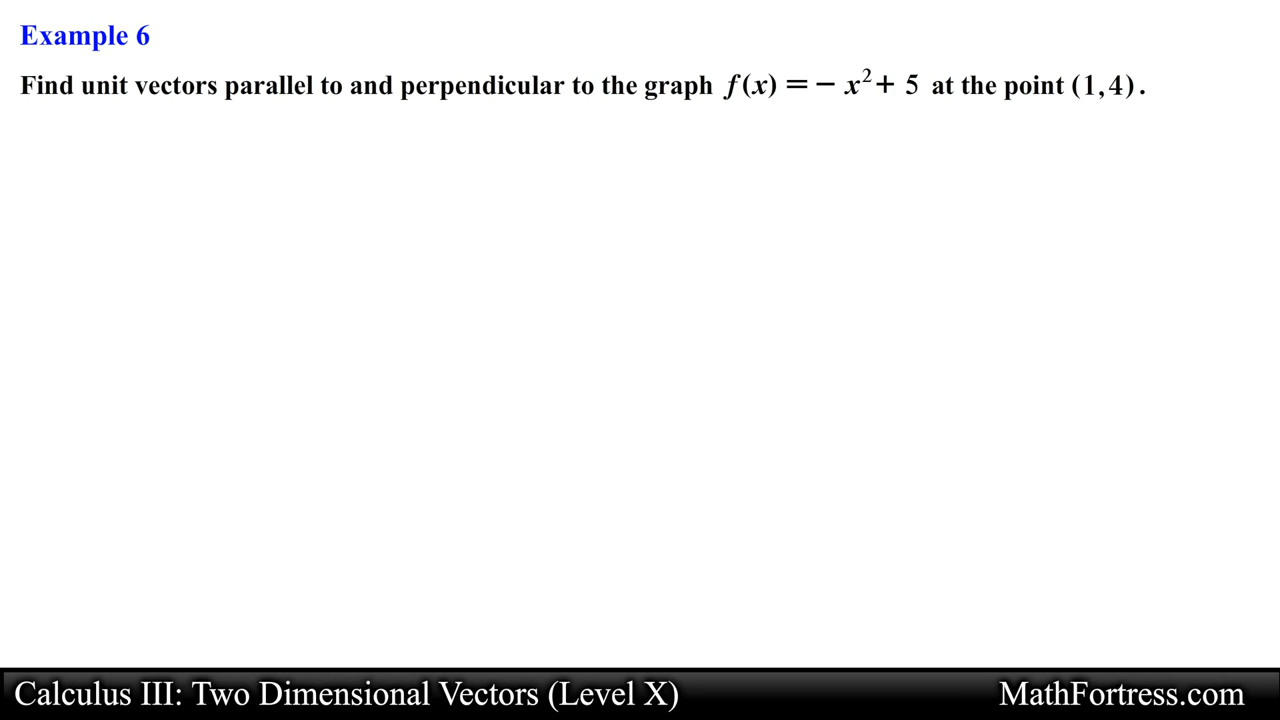 Example 6
Find unit vectors parallel to and perpendicular to the graph f(x) = − x² + 5 at the point (1,4).
Calculus III: Two Dimensional Vectors (Level X)
MathFortress.com